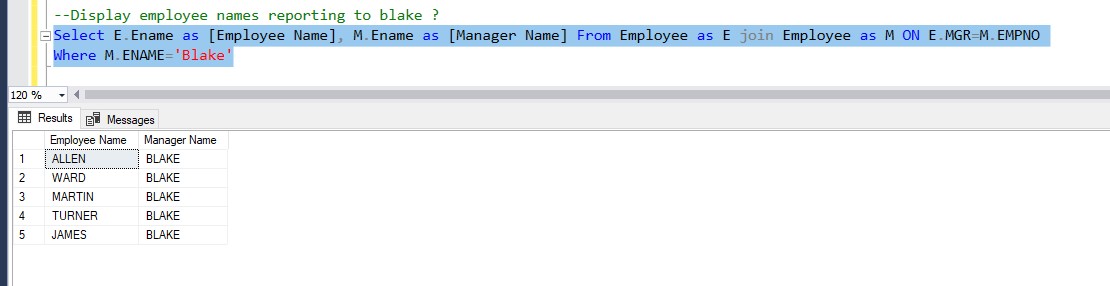 --Display employee names reporting to blake ?
Select E.Ename as [Employee Name], M.Ename as [Manager Name] From Employee as E join Employee as M ON E.MGR=M.EMPNO
Where M.ENAME='Blake'
120 %
Results Messages
Employee Name Manager Name
1 ALLEN BLAKE
2 WARD BLAKE
3 MARTIN BLAKE
4 TURNER BLAKE
5 JAMES BLAKE